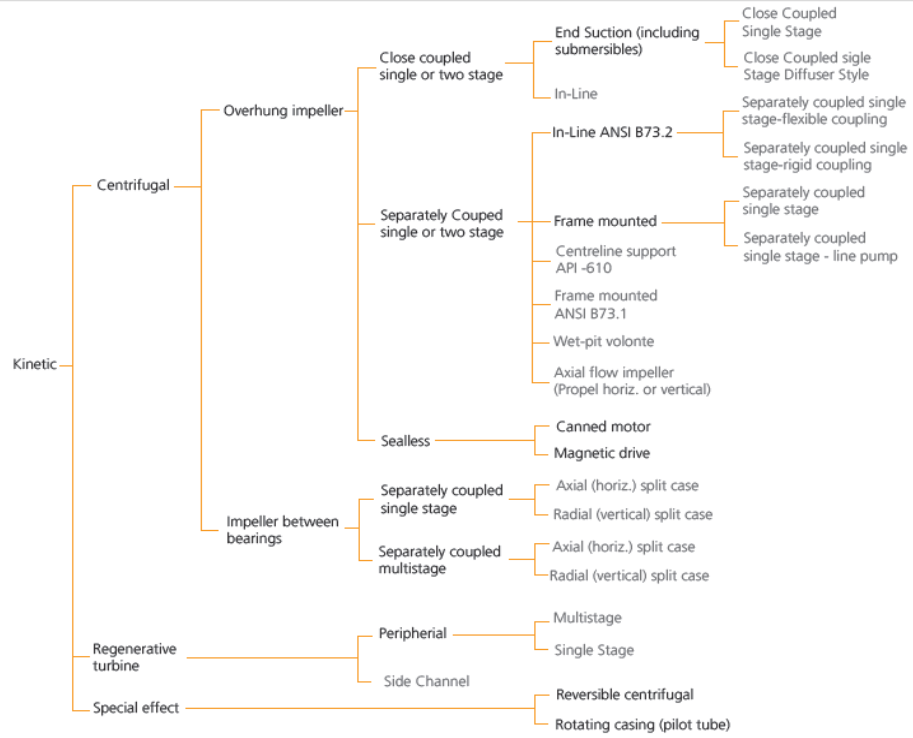 Close Coupled
Single Stage
End Suction (including
submersibles)
Close coupled
single or two stage
Close Coupled sigle
Stage Diffuser Style
In-Line
Separately coupled single
stage-flexible coupling
Overhung impeller
In-Line ANSI B73.2
Separately coupled single
stage-rigid coupling
Centrifugal
Separately coupled
single stage
Separately Couped
single or two stage
Frame mounted
Separately coupled
single stage - line pump
Centreline support
API -610
Frame mounted
ANSI B73.1
Wet-pit volonte
Kinetic
Axial flow impeller
(Propel horiz. or vertical)
Canned motor
Sealless
Magnetic drive
Separately coupled
single stage
Axial (horiz.) split case
Radial (vertical) split case
Impeller between
bearings
Separately coupled
multistage
Axial (horiz.) split case
Radial (vertical) split case
Multistage
Peripherial
Regenerative
turbine
Single Stage
Side Channel
Reversible centrifugal
Special effect
Rotating casing (pilot tube)